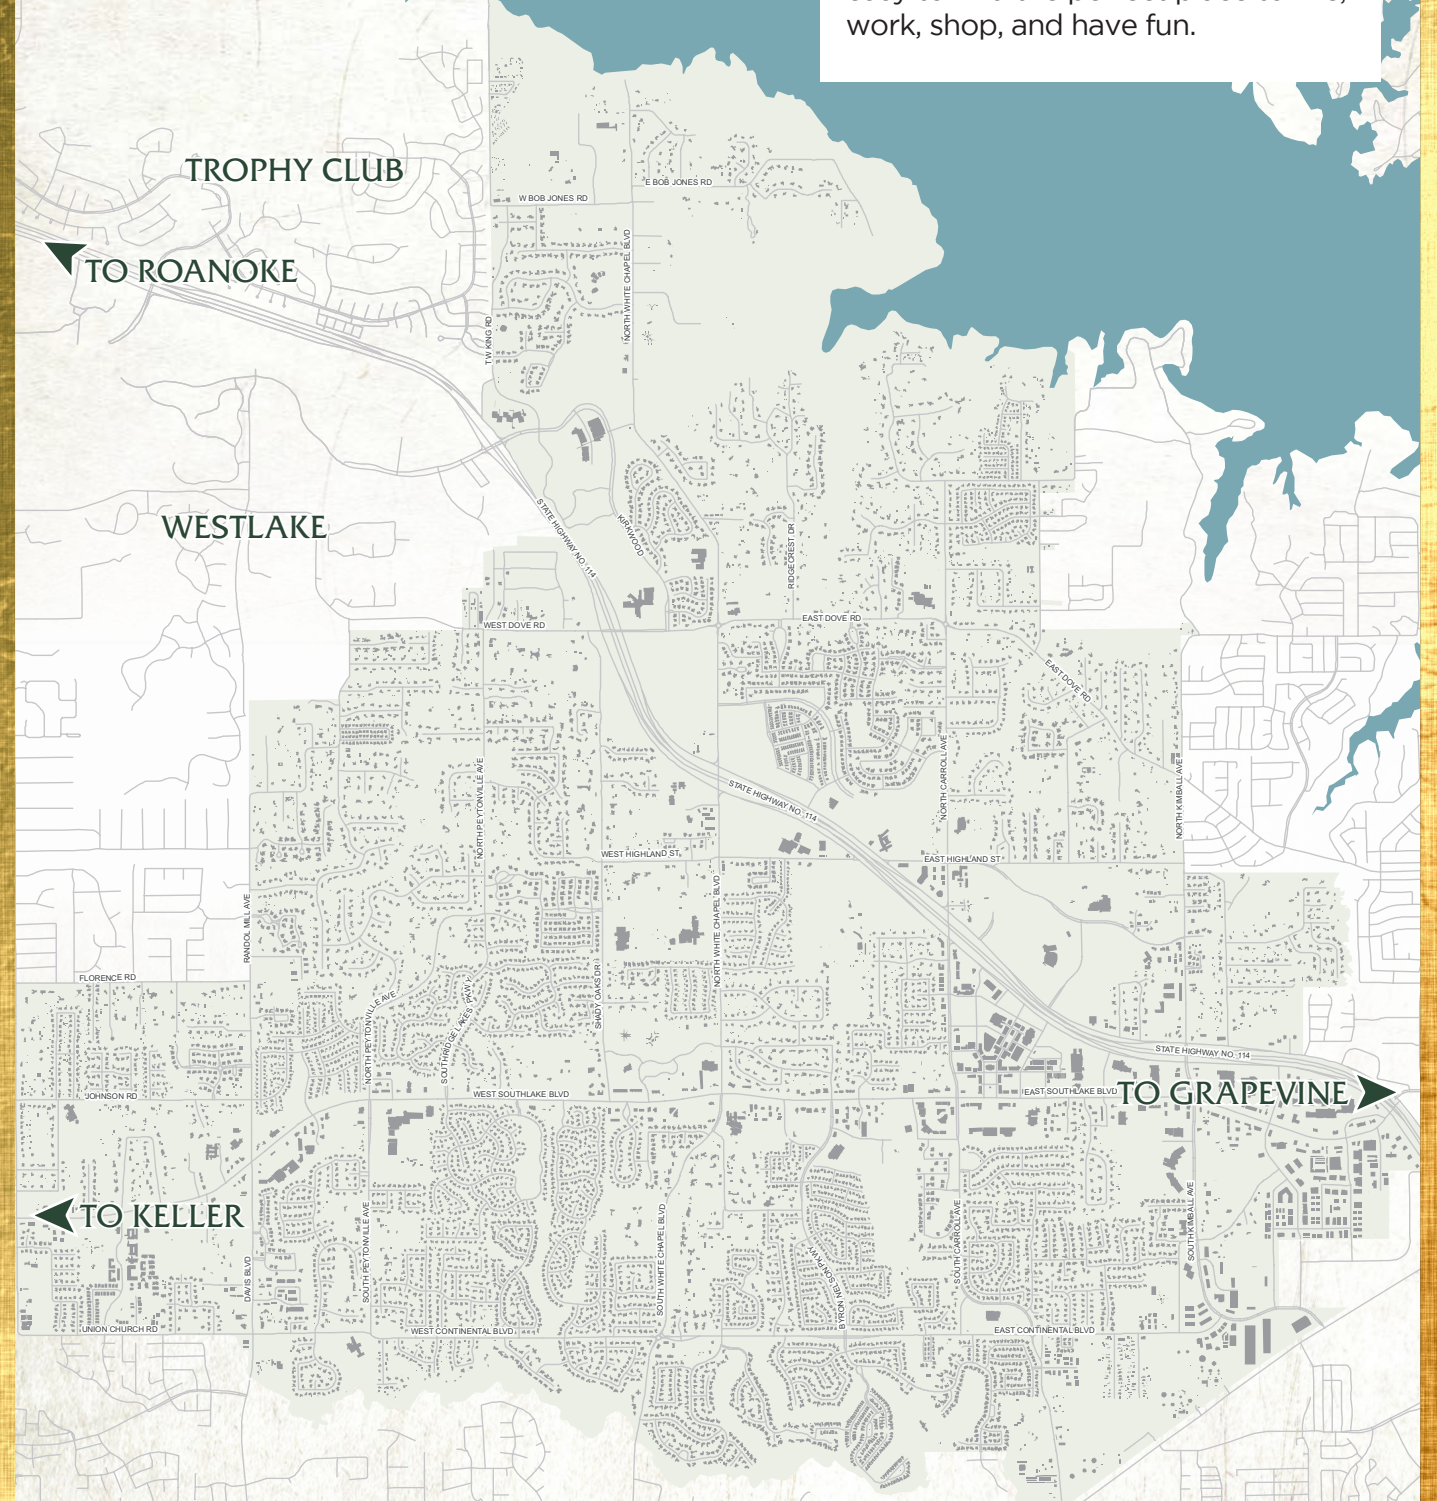 work, shop, and have fun.
TROPHY CLUB
E BOB JONES RD
W BOB JONES RD
TO ROANOKE
NORTH WHITE CHAPEL BLVD
T W KING RD
WESTLAKE
STATE HIGHWAY NO. 114
KIRKWOOD
RIDGECREST DR
WEST DOVE RD
EAST DOVE RD
EAST DOVE RD
NORTH PEYTONVILLE AVE
NORTH CARROLL AVE
NORTH KIMBALL AVE
STATE HIGHWAY NO. 114
WEST HIGHLAND ST
EAST HIGHLAND ST
RANDOL MILL AVE
NORTH WHITE CHAPEL BLVD
FLORENCE RD
NORTH PEYTONVILLE AVE
SOUTHRIDGE LAKES PKWY
SHADY OAKS DR
STATE HIGHWAY NO. 114
JOHNSON RD
WEST SOUTHLAKE BLVD
EAST SOUTHLAKE BLVD
TO GRAPEVINE
TO KELLER
DAVIS BLVD
SOUTH PEYTONVILLE AVE
SOUTH WHITE CHAPEL BLVD
BYRON NELSON PKWY
SOUTH CARROLL AVE
SOUTH KIMBALL AVE
UNION CHURCH RD
WEST CONTINENTAL BLVD
EAST CONTINENTAL BLVD